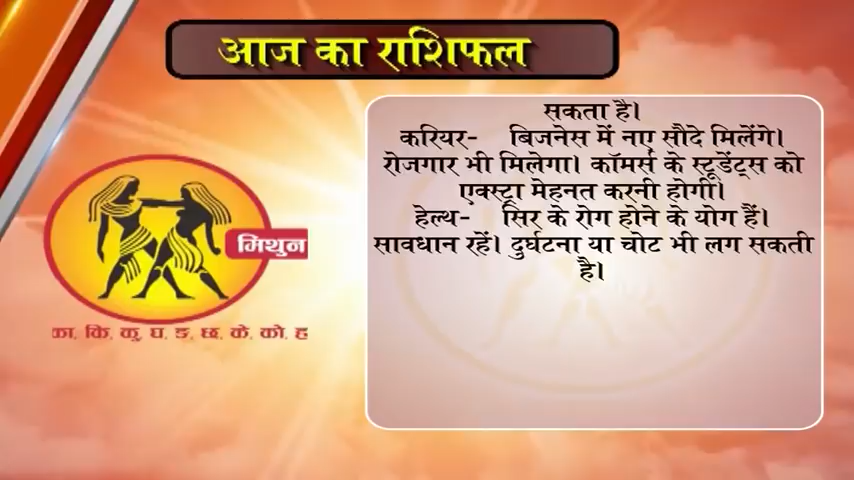 आज का राशिफल
सकता है।
करियर- बिजनेस में नए सौदे मिलेंगे।
रोजगार भी मिलेगा। कॉमर्स के स्टूडेंट्स को
एक्स्ट्रा मेहनत करनी होगी।
हेल्थ- सिर के रोग होने के योग हैं।
सावधान रहें। दुर्घटना या चोट भी लग सकती
है।
मिथुन
का, कि, कु, घ, ङ, छ, के, को, ह